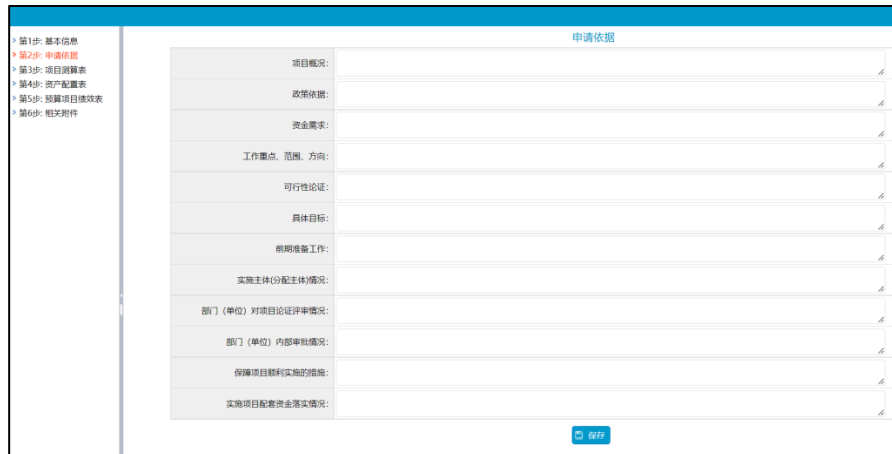 第1步: 基本信息
第2步: 申请依据
第3步: 项目测算表
第4步: 资产配置表
第5步: 预算项目绩效表
第6步: 相关附件
申请依据
项目概况:
政策依据:
资金需求:
工作重点、范围、方向:
可行性论证:
具体目标:
前期准备工作:
实施主体(分配主体)情况:
部门（单位）对项目论证评审情况:
部门（单位）内部审批情况:
保障项目顺利实施的措施:
实施项目配套资金落实情况:
保存